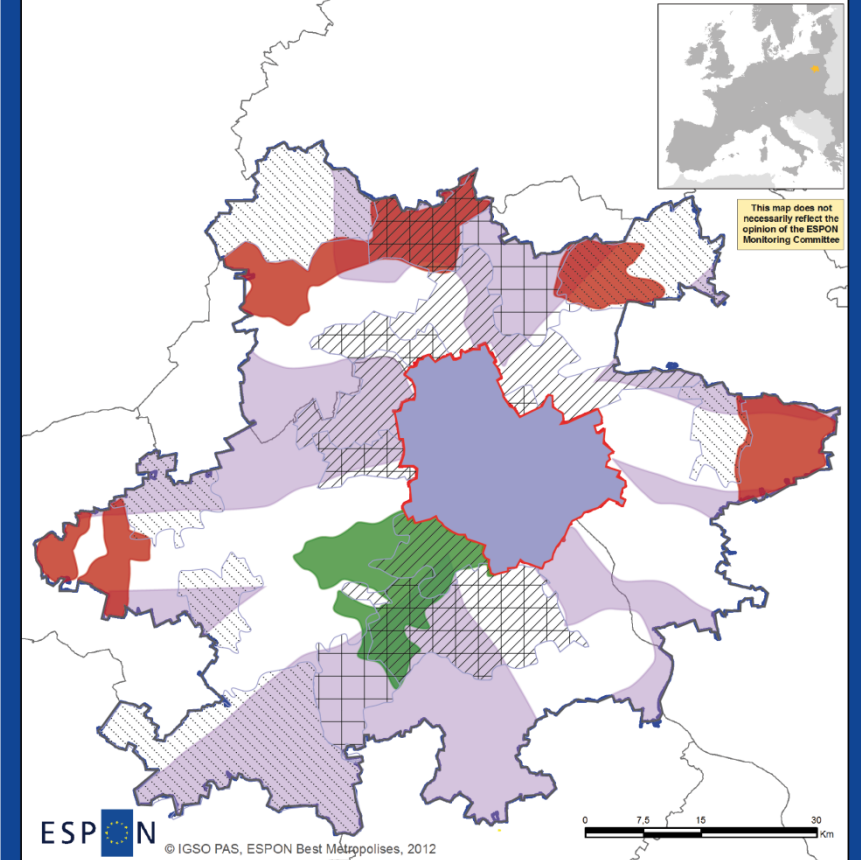 This map does not
necessarily reflect the
opinion of the ESPON
Monitoring Committee
ESPON
© IGSO PAS, ESPON Best Metropolises, 2012
0 7,5 15 30
Km